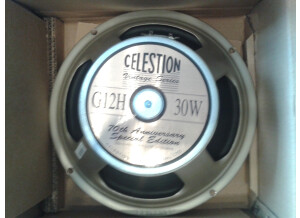 CELESTION
Vintage Series
G12H 30W
70th Anniversary
Special Edition